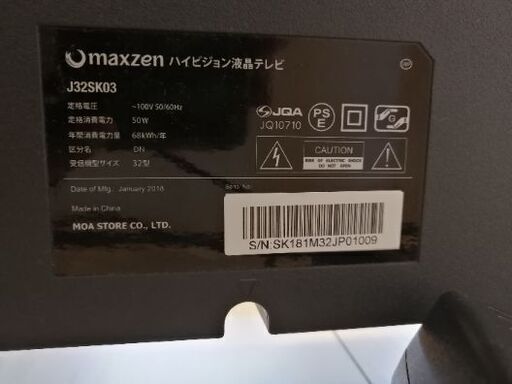 maxzen ハイビジョン液晶テレビ
J32SK03
定格電圧 ~100V 50/60Hz
定格消費電力 50W
年間消費電力量 68kWh/年
区分名 DN
受信機型サイズ 32型
JQA
JQ10710
PS
E
CAUTION
RISK OF ELECTRIC SHOCK
DO NOT OPEN
Date of Mfg.: January 2018
Made in China
MOA STORE CO., LTD.
S/N:SK181M32JP01009